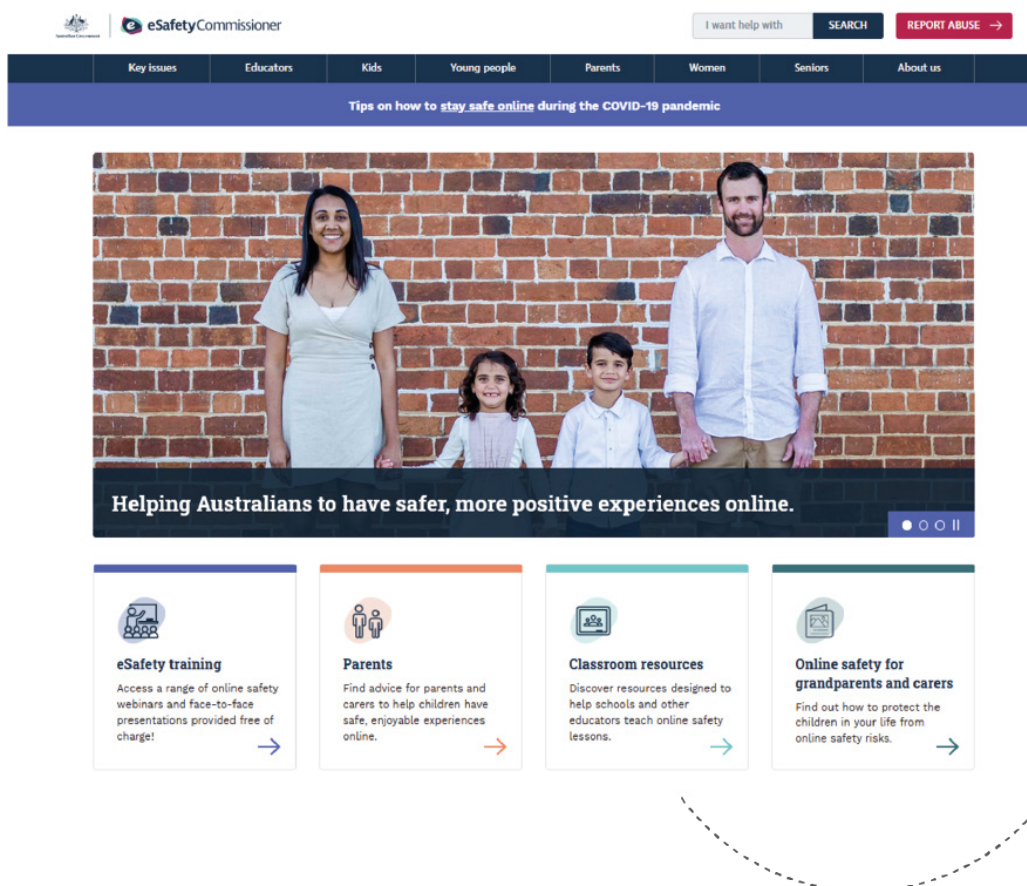 Australian Government
eSafetyCommissioner
I want help with
SEARCH
REPORT ABUSE →
Key issues
Educators
Kids
Young people
Parents
Women
Seniors
About us
Tips on how to stay safe online during the COVID-19 pandemic
Helping Australians to have safer, more positive experiences online.
eSafety training
Access a range of online safety
webinars and face-to-face
presentations provided free of
charge!
Parents
Find advice for parents and
carers to help children have
safe, enjoyable experiences
online.
Classroom resources
Discover resources designed to
help schools and other
educators teach online safety
lessons.
Online safety for
grandparents and carers
Find out how to protect the
children in your life from
online safety risks.